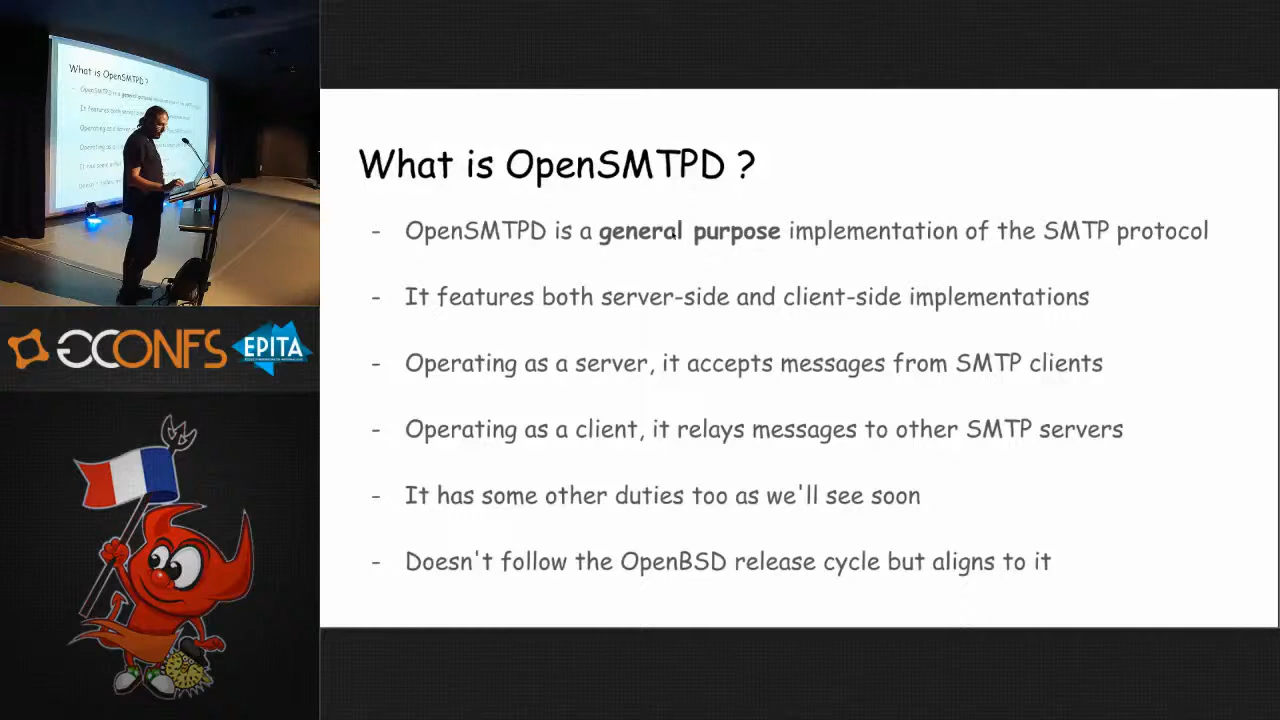 What is OpenSMTPD ?
- OpenSMTPD is a general purpose implementation of the SMTP protocol
- It features both server-side and client-side implementations
- Operating as a server, it accepts messages from SMTP clients
- Operating as a client, it relays messages to other SMTP servers
- It has some other duties too as we'll see soon
- Doesn't follow the OpenBSD release cycle but aligns to it
What is OpenSMTPD ?
GCONFS
EPITA